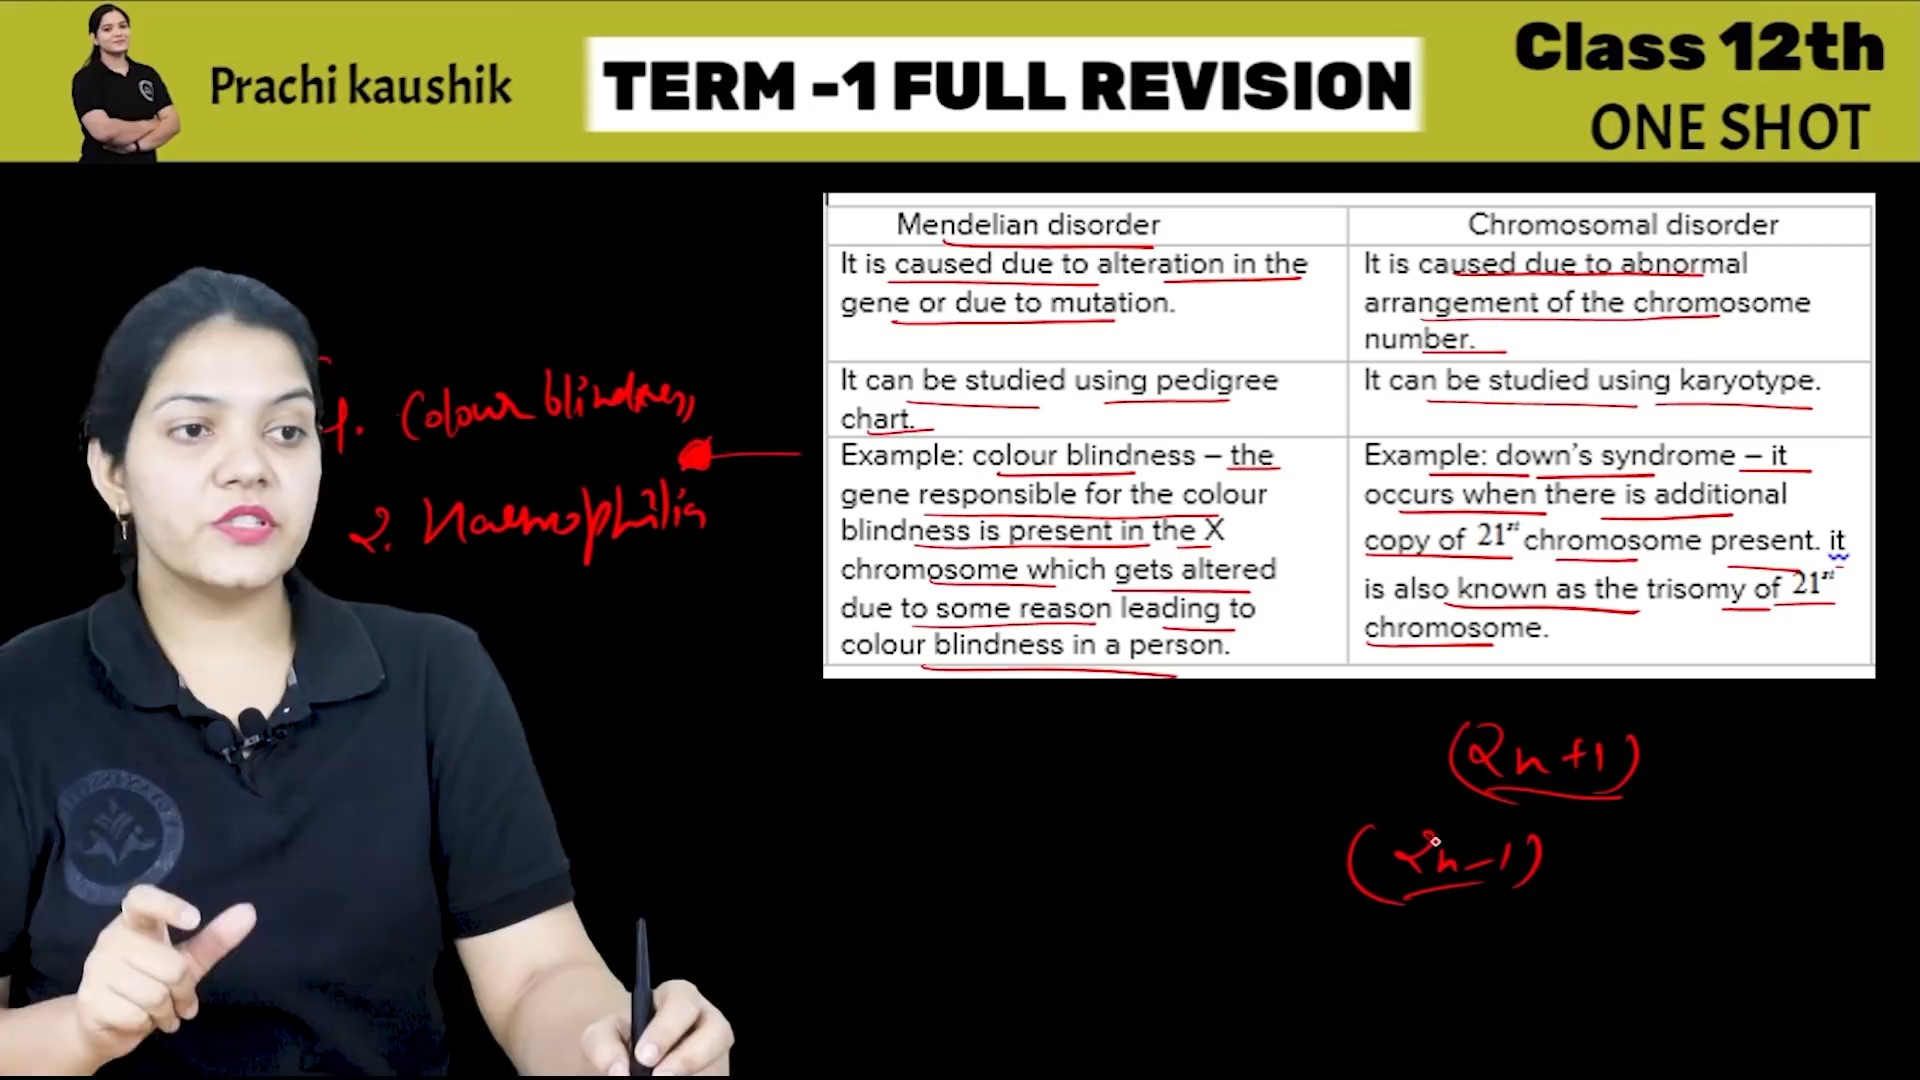 Prachi kaushik
TERM -1 FULL REVISION
Class 12th
ONE SHOT
Mendelian disorder
Chromosomal disorder
It is caused due to alteration in the
gene or due to mutation.
It is caused due to abnormal
arrangement of the chromosome
number.
It can be studied using pedigree
chart.
It can be studied using karyotype.
Example: colour blindness – the
gene responsible for the colour
blindness is present in the X
chromosome which gets altered
due to some reason leading to
colour blindness in a person.
Example: down's syndrome – it
occurs when there is additional
copy of 21st chromosome present. it
is also known as the trisomy of 21st
chromosome.
1. Colour blindness
2. Haemophilia
(2n+1)
(2n-1)